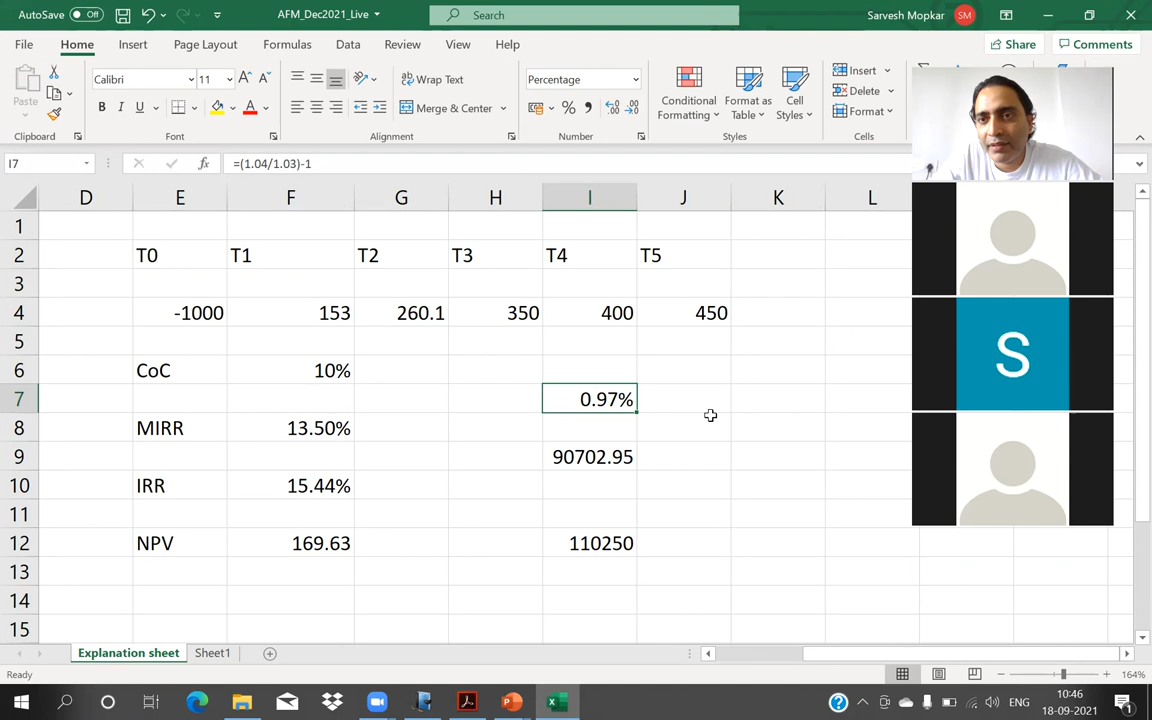 AutoSave Off AFM_Dec2021_Live Search Sarvesh Mopkar SM
File Home Insert Page Layout Formulas Data Review View Help Share Comments
Paste Calibri 11 Wrap Text Percentage Conditional Formatting Format as Table Cell Styles Insert
B I U A Merge & Center % Delete
Format
Clipboard Font Alignment Number Styles Cells
I7 fx =(1.04/1.03)-1
D E F G H I J K L
1
2 T0 T1 T2 T3 T4 T5
3
4 -1000 153 260.1 350 400 450
5
6 CoC 10%
7 0.97%
8 MIRR 13.50%
9 90702.95
10 IRR 15.44%
11
12 NPV 169.63 110250
13
14
15
S
Explanation sheet Sheet1
Ready 164%
ENG 10:46
18-09-2021